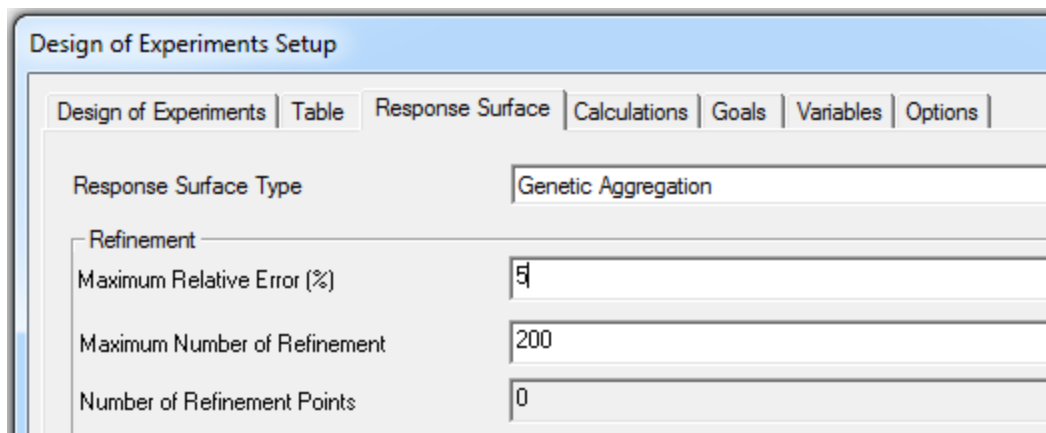 Design of Experiments Setup
Design of Experiments Table Response Surface Calculations Goals Variables Options
Response Surface Type Genetic Aggregation
Refinement
Maximum Relative Error (%) 5
Maximum Number of Refinement 200
Number of Refinement Points 0